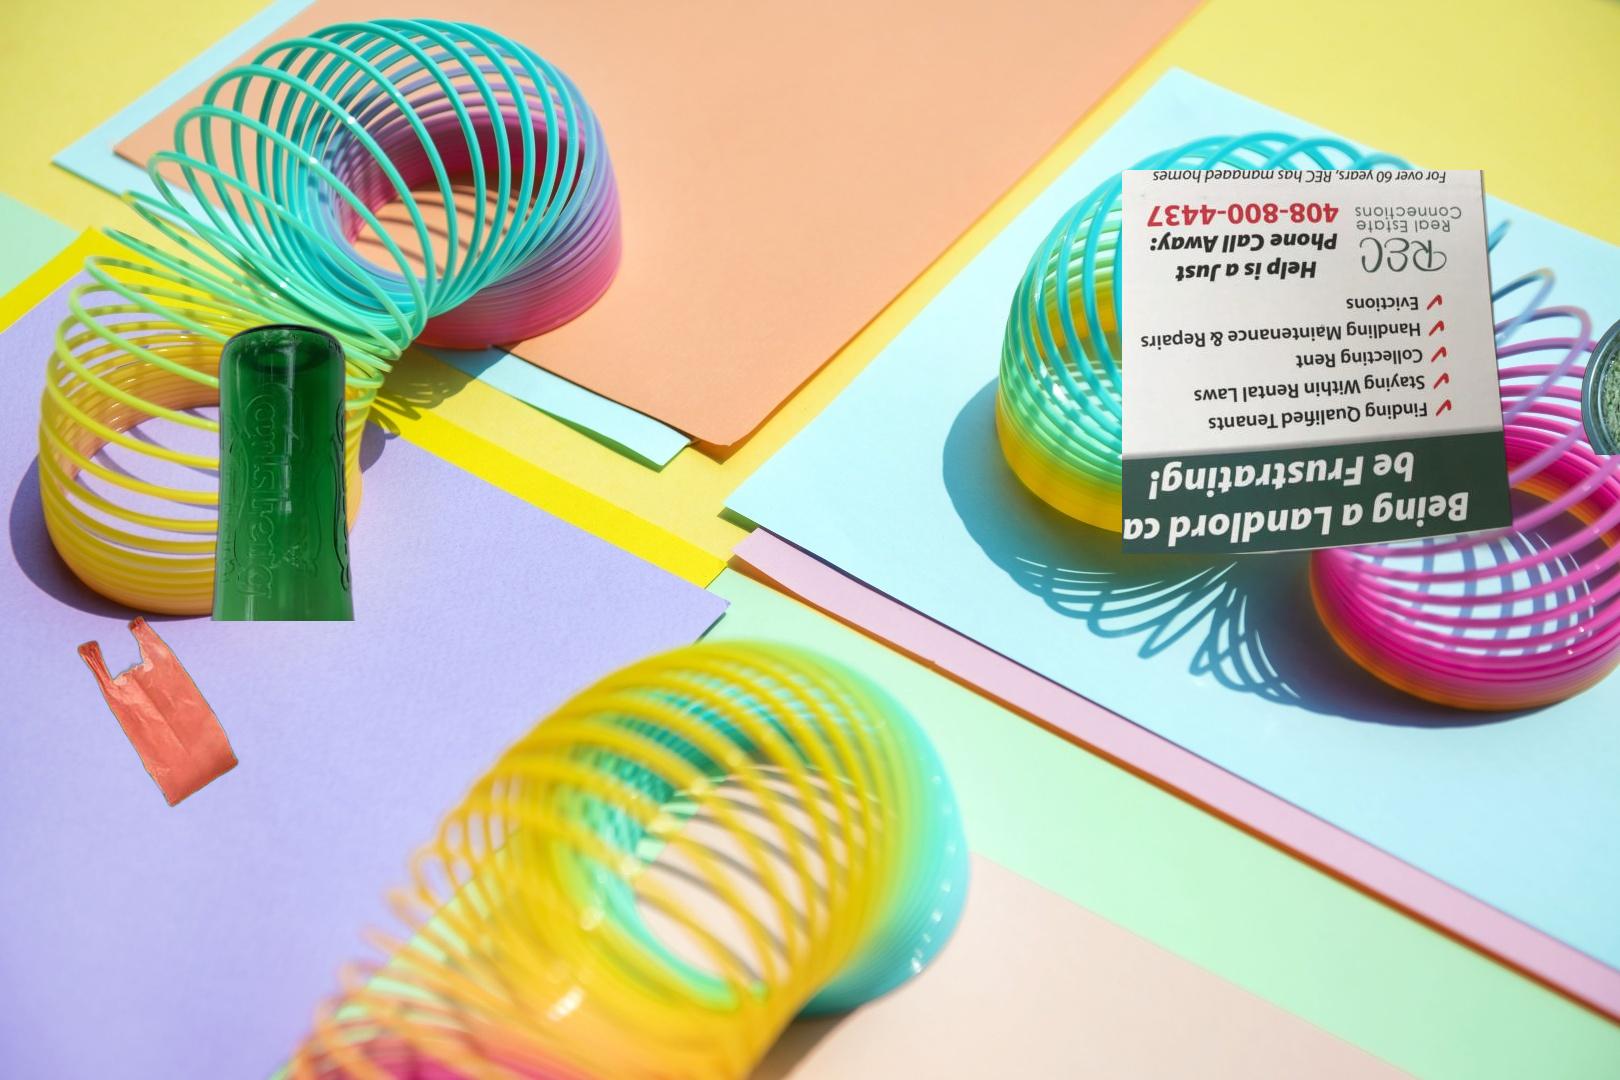 Being a Landlord ca
be Frustrating!
Finding Qualified Tenants
Staying Within Rental Laws
Collecting Rent
Handling Maintenance & Repairs
Evictions
REC
Real Estate
Connections
Help is a Just
Phone Call Away:
408-800-4437
For over 60 years, REC has managed homes